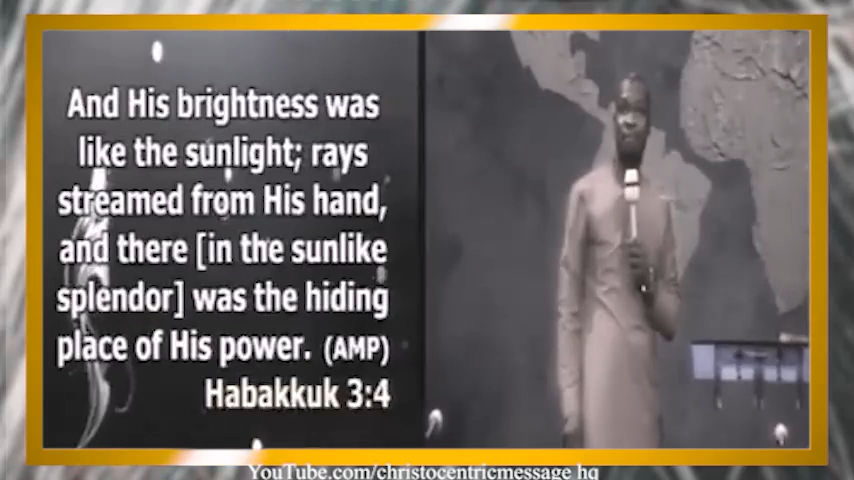 And His brightness was
like the sunlight; rays
streamed from His hand,
and there [in the sunlike
splendor] was the hiding
place of His power. (AMP)
Habakkuk 3:4
YouTube.com/christocentricmessage hq